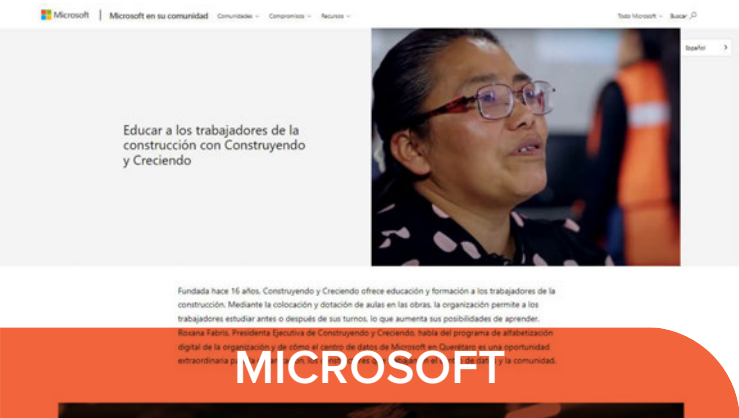 Microsoft | Microsoft en su comunidad Comunidades Compromisos Recursos Todo Microsoft Buscar
Español
Educar a los trabajadores de la
construcción con Construyendo
y Creciendo
Fundada hace 16 años, Construyendo y Creciendo ofrece educación y formación a los trabajadores de la
construcción. Mediante la colocación y dotación de aulas en las obras, la organización permite a los
trabajadores estudiar antes o después de sus turnos, lo que aumenta sus posibilidades de aprender.
Roxana Fabris, Presidenta Ejecutiva de Construyendo y Creciendo, habla del programa de alfabetización
digital de la organización y de cómo el centro de datos de Microsoft en Querétaro es una oportunidad
extraordinaria la comunidad.
MICROSOFT